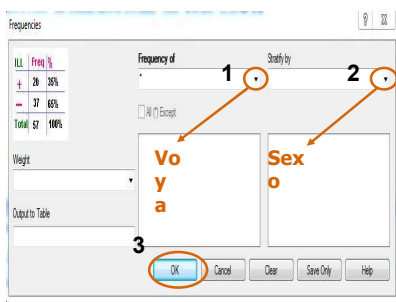 Frequencies
ILL Freq %
+ 20 35%
- 37 65%
Total 57 100%
Frequency of
*
1
Stratify by
2
All (*) Except
Weight
Vo
y
a
Sex
o
Output to Table
3
OK Cancel Clear Save Only Help